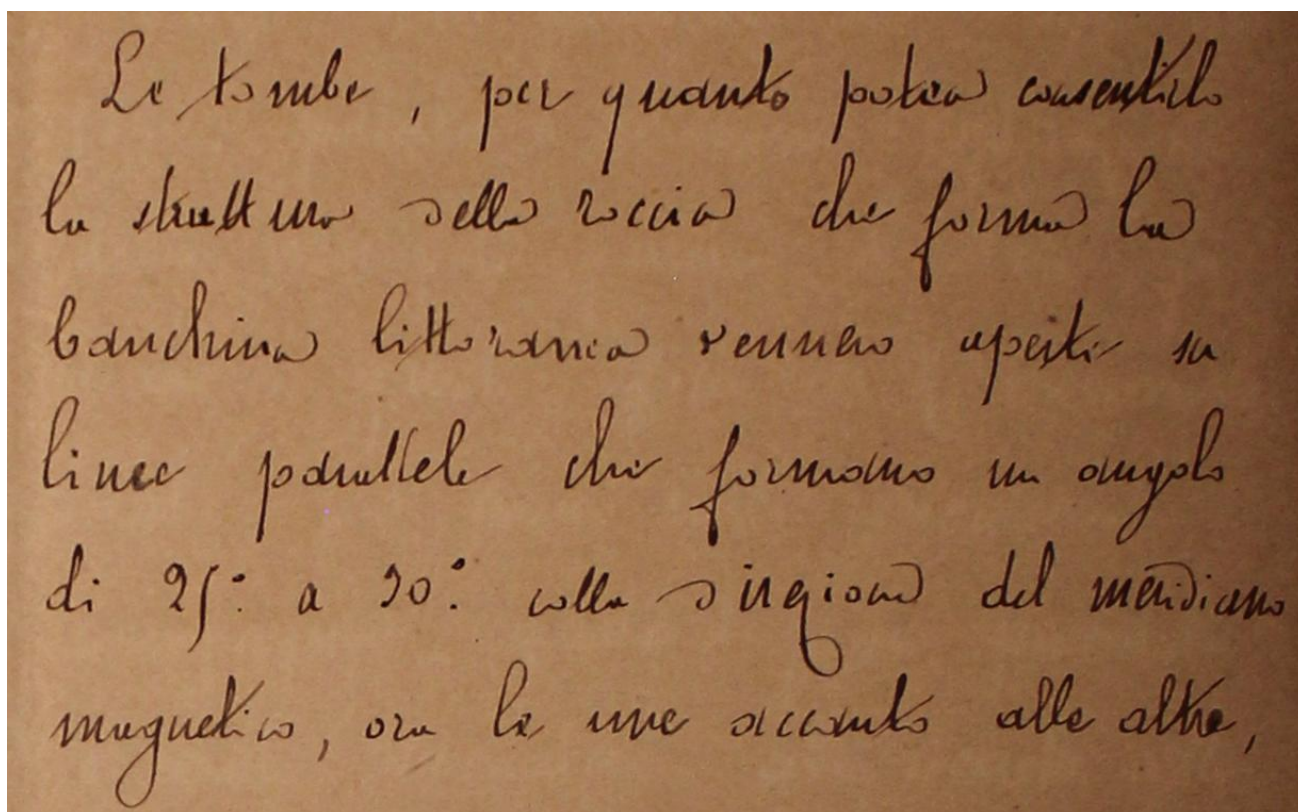 Le tombe, per quanto potea consentirlo
la struttura della roccia che forma la
banchina littoranea vennero aperte su
linee parallele che formano un angolo
di 25.° a 30.° colla direzione del meridiano
magnetico, ora le une accanto alle altre,